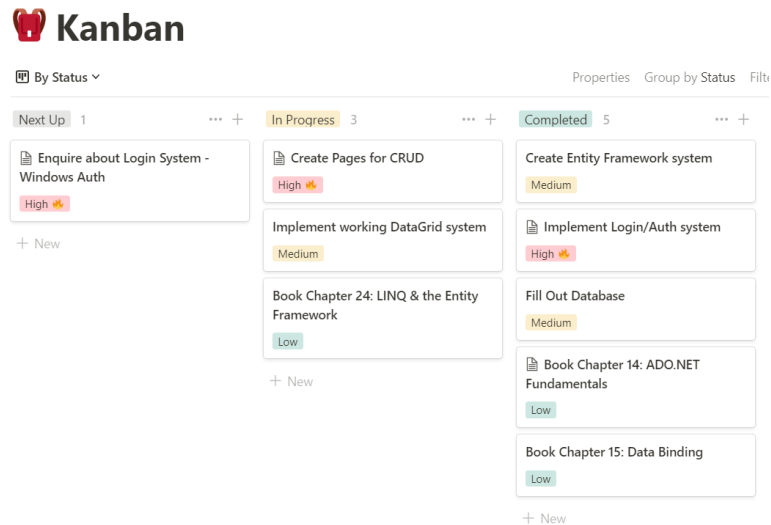 Kanban
By Status
Properties Group by Status Filte
Next Up 1
Enquire about Login System -
Windows Auth
High
New
In Progress 3
Create Pages for CRUD
High
Implement working DataGrid system
Medium
Book Chapter 24: LINQ & the Entity
Framework
Low
New
Completed 5
Create Entity Framework system
Medium
Implement Login/Auth system
High
Fill Out Database
Medium
Book Chapter 14: ADO.NET
Fundamentals
Low
Book Chapter 15: Data Binding
Low
New